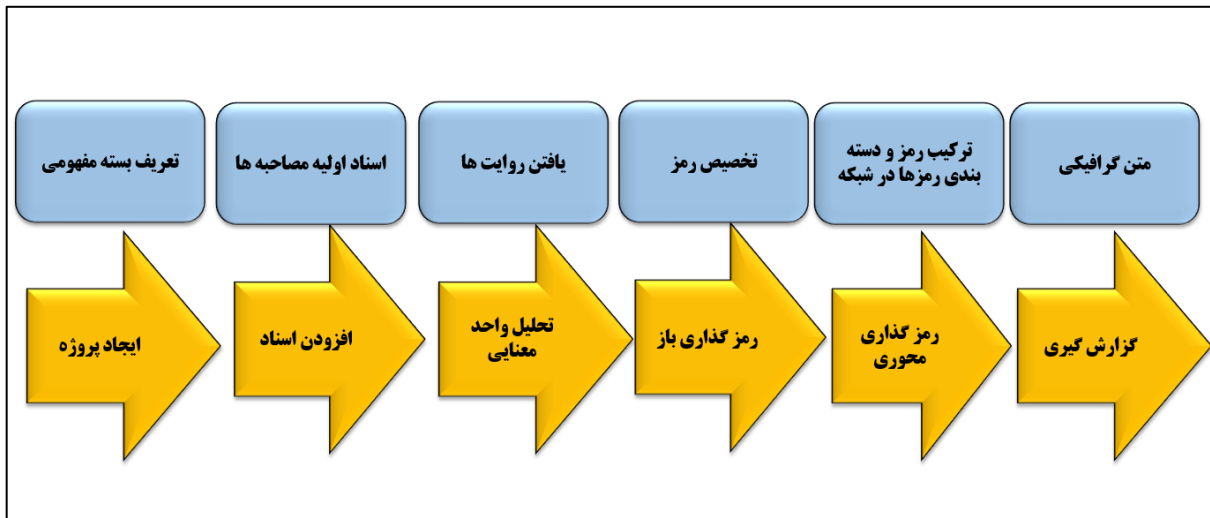 تعریف بسته مفهومی
اسناد اولیه مصاحبه ها
یافتن روایت ها
تخصیص رمز
ترکیب رمز و دسته
بندی رمزها در شبکه
متن گرافیکی
ایجاد پروژه
افزودن اسناد
تحلیل واحد
معنایی
رمز گذاری باز
رمز گذاری
محوری
گزارش گیری